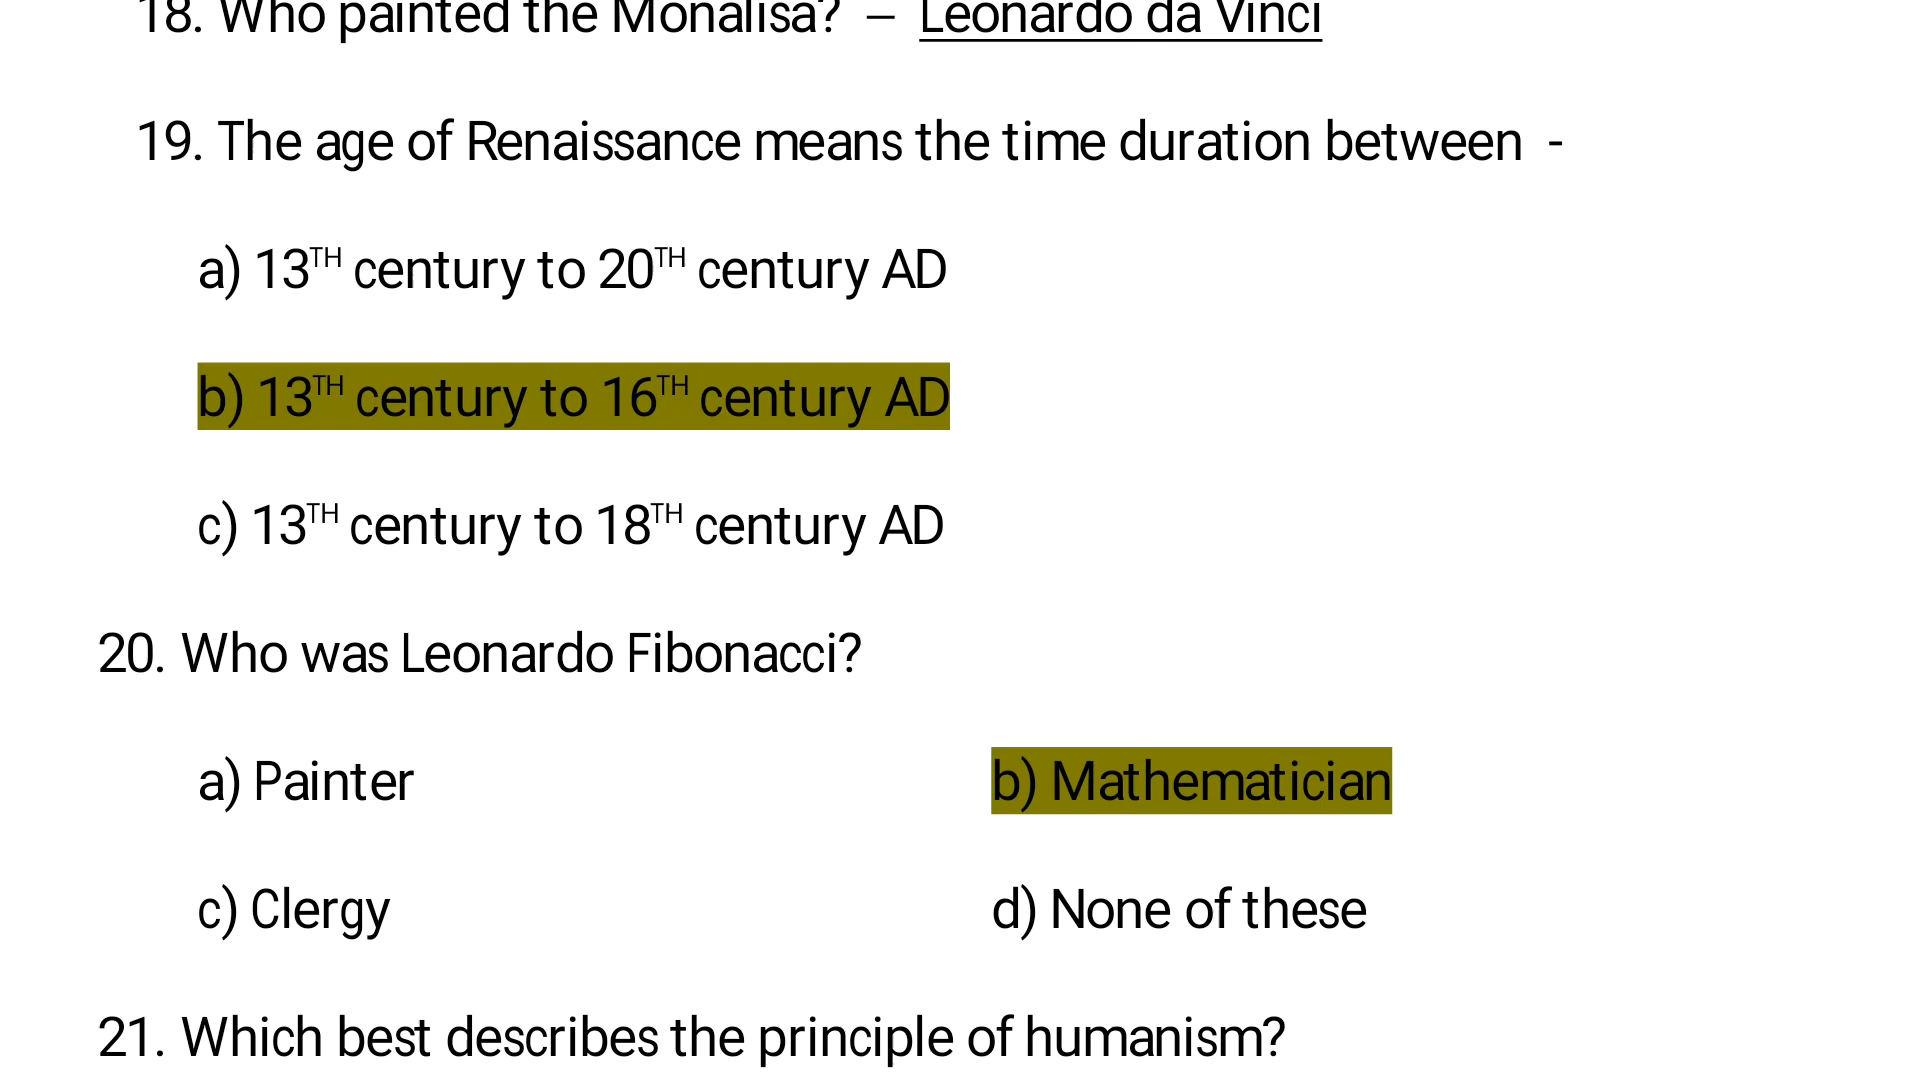 18. Who painted the Monalisa? – Leonardo da Vinci
19. The age of Renaissance means the time duration between -
a) 13TH century to 20TH century AD
b) 13TH century to 16TH century AD
c) 13TH century to 18TH century AD
20. Who was Leonardo Fibonacci?
a) Painter b) Mathematician
c) Clergy d) None of these
21. Which best describes the principle of humanism?